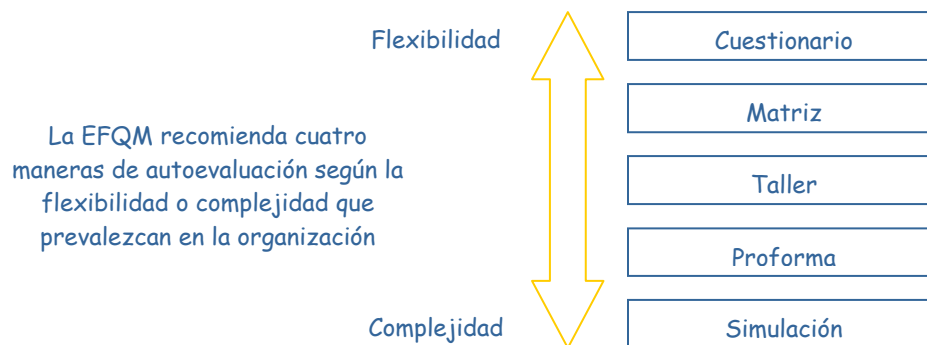 Flexibilidad
Cuestionario
Matriz
La EFQM recomienda cuatro
maneras de autoevaluación según la
flexibilidad o complejidad que
prevalezcan en la organización
Taller
Proforma
Complejidad
Simulación